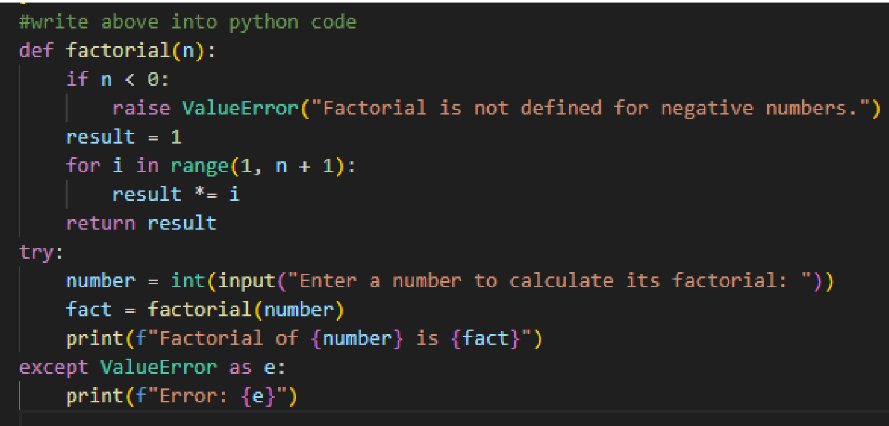 #write above into python code
def factorial(n):
    if n < 0:
        raise ValueError("Factorial is not defined for negative numbers.")
    result = 1
    for i in range(1, n + 1):
        result *= i
    return result
try:
    number = int(input("Enter a number to calculate its factorial: "))
    fact = factorial(number)
    print(f"Factorial of {number} is {fact}")
except ValueError as e:
    print(f"Error: {e}")